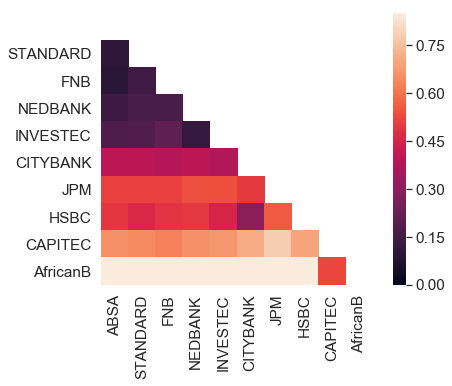 STANDARD
FNB
NEDBANK
INVESTEC
CITYBANK
JPM
HSBC
CAPITEC
AfricanB
ABSA
STANDARD
FNB
NEDBANK
INVESTEC
CITYBANK
JPM
HSBC
CAPITEC
AfricanB
0.75
0.60
0.45
0.30
0.15
0.00